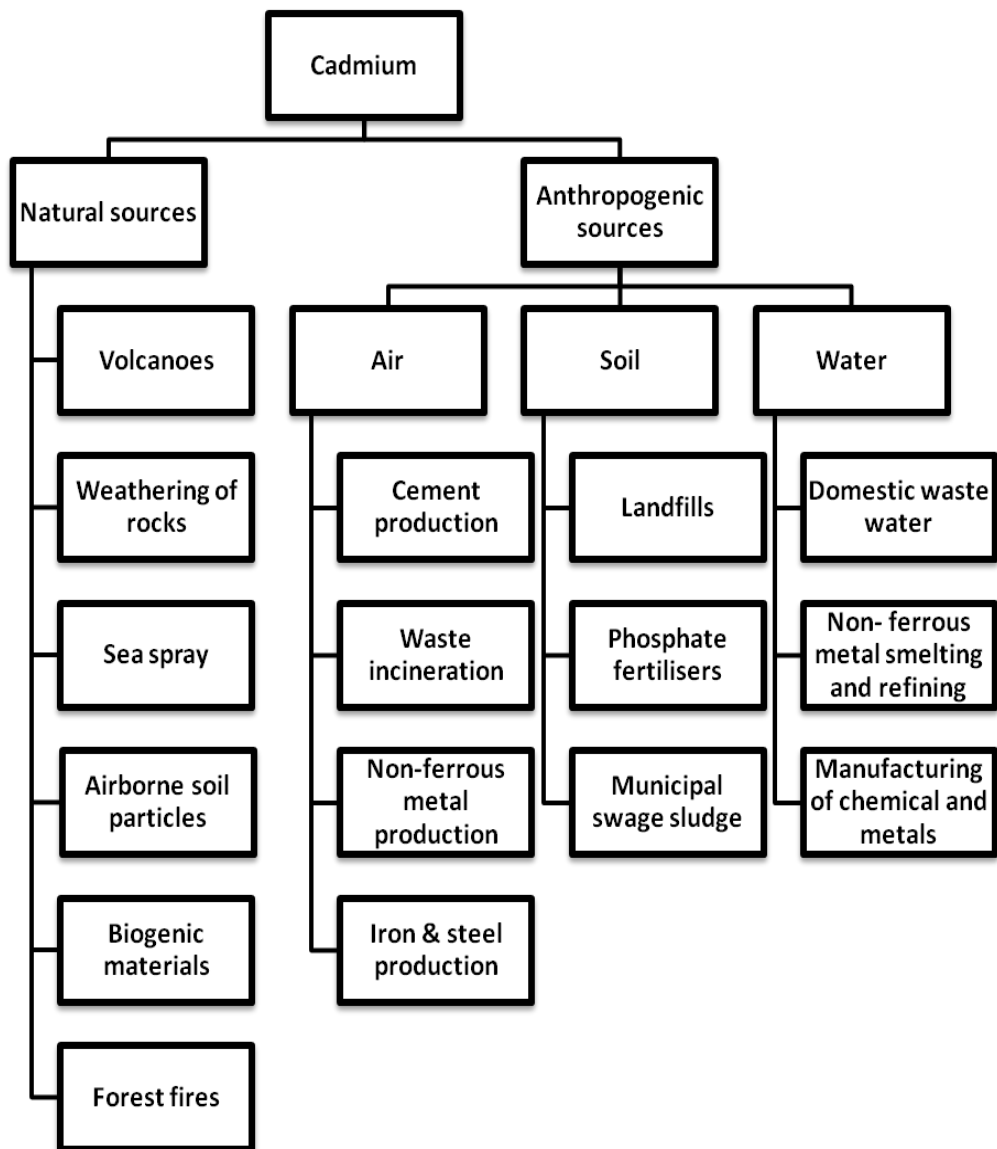 Cadmium
Natural sources
Anthropogenic
sources
Volcanoes
Weathering of
rocks
Sea spray
Airborne soil
particles
Biogenic
materials
Forest fires
Air
Cement
production
Waste
incineration
Non-ferrous
metal
production
Iron & steel
production
Soil
Landfills
Phosphate
fertilisers
Municipal
swage sludge
Water
Domestic waste
water
Non- ferrous
metal smelting
and refining
Manufacturing
of chemical and
metals